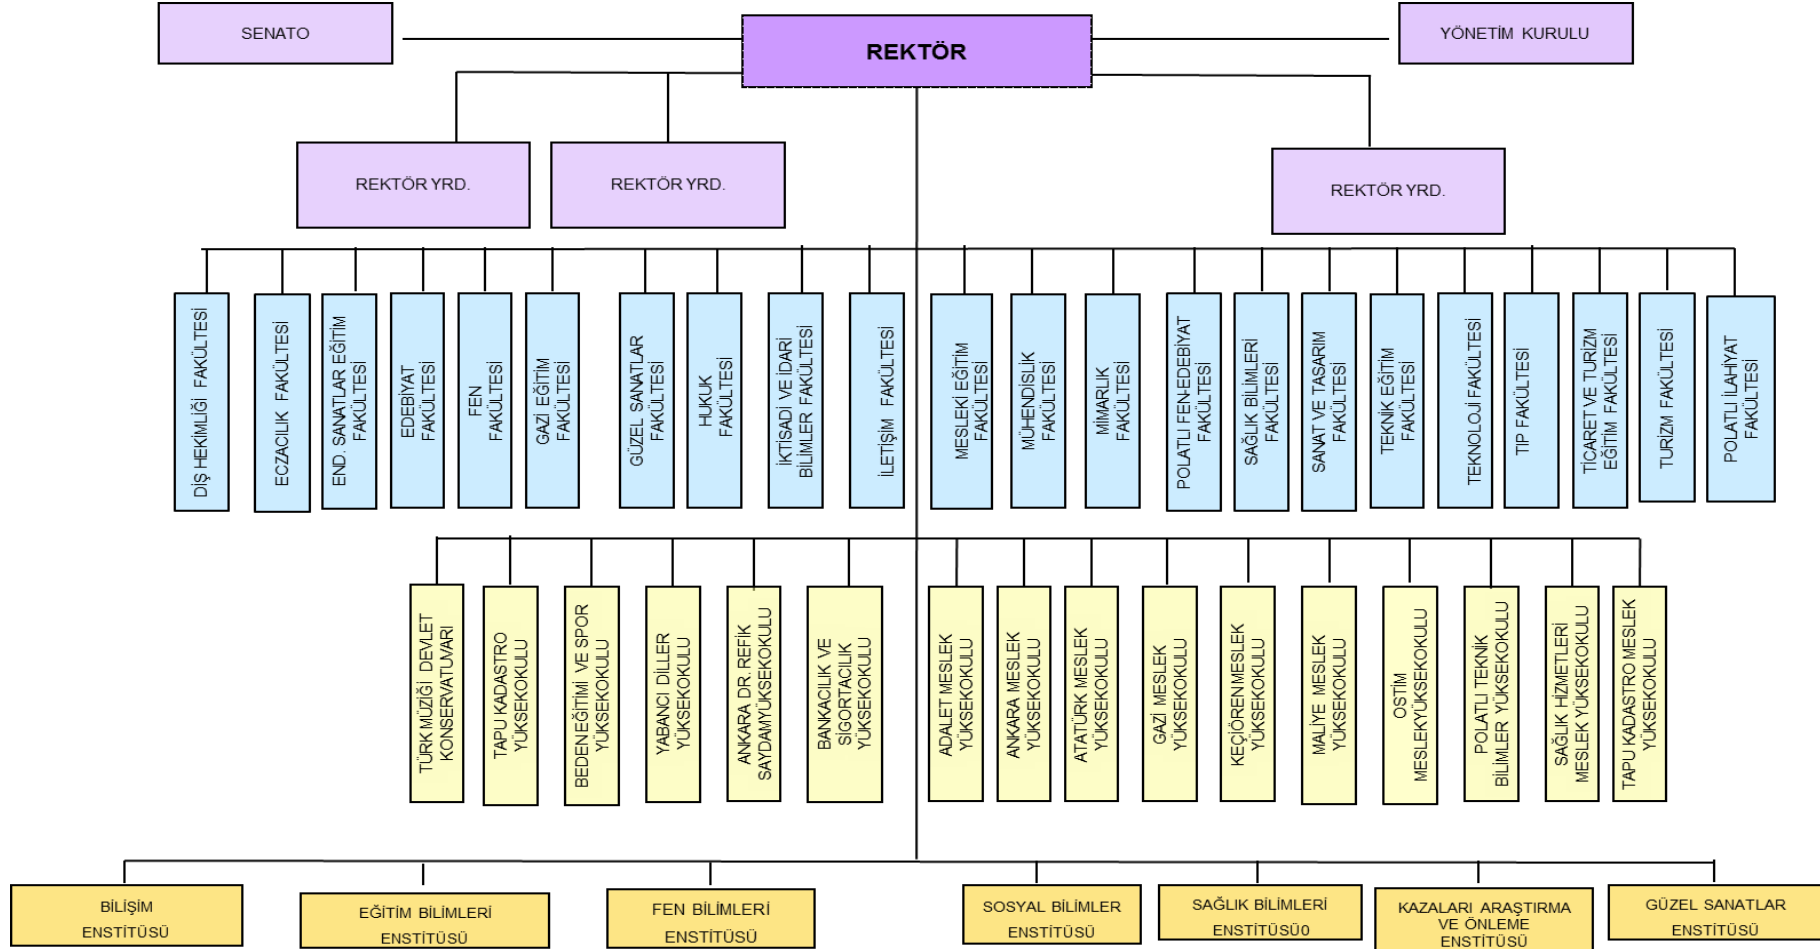 SENATO
REKTÖR
YÖNETİM KURULU
REKTÖR YRD.
REKTÖR YRD.
REKTÖR YRD.
DİŞ HEKİMLİĞİ FAKÜLTESİ
ECZACILIK FAKÜLTESİ
END. SANATLAR EĞİTİM
FAKÜLTESİ
EDEBİYAT
FAKÜLTESİ
FEN
FAKÜLTESİ
GAZİ EĞİTİM
FAKÜLTESİ
GÜZEL SANATLAR
FAKÜLTESİ
HUKUK
FAKÜLTESİ
İKTİSADİ VE İDARİ
BİLİMLER FAKÜLTESİ
İLETİŞİM FAKÜLTESİ
MESLEKİ EĞİTİM
FAKÜLTESİ
MÜHENDİSLİK
FAKÜLTESİ
MİMARLIK
FAKÜLTESİ
POLATLI FEN-EDEBİYAT
FAKÜLTESİ
SAĞLIK BİLİMLERİ
FAKÜLTESİ
SANAT VE TASARIM
FAKÜLTESİ
TEKNİK EĞİTİM
FAKÜLTESİ
TEKNOLOJİ FAKÜLTESİ
TIP FAKÜLTESİ
TİCARET VE TURİZM
EĞİTİM FAKÜLTESİ
TURİZM FAKÜLTESİ
POLATLI İLAHİYAT
FAKÜLTESİ
TÜRK MÜZİĞİ DEVLET
KONSERVATUVARI
TAPU KADASTRO
YÜKSEKOKULU
BEDEN EĞİTİMİ VE SPOR
YÜKSEKOKULU
YABANCI DİLLER
YÜKSEKOKULU
ANKARA DR. REFİK
SAYDAMYÜKSEKOKULU
BANKACILIK VE
SİGORTACILIK
YÜKSEKOKULU
ADALET MESLEK
YÜKSEKOKULU
ANKARA MESLEK
YÜKSEKOKULU
ATATÜRK MESLEK
YÜKSEKOKULU
GAZİ MESLEK
YÜKSEKOKULU
KEÇİÖREN MESLEK
YÜKSEKOKULU
MALİYE MESLEK
YÜKSEKOKULU
OSTİM
MESLEKYÜKSEKOKULU
POLATLI TEKNİK
BİLİMLER YÜKSEKOKULU
SAĞLIK HİZMETLERİ
MESLEK YÜKSEKOKULU
TAPU KADASTRO MESLEK
YÜKSEKOKULU
BİLİŞİM
ENSTİTÜSÜ
EĞİTİM BİLİMLERİ
ENSTİTÜSÜ
FEN BİLİMLERİ
ENSTİTÜSÜ
SOSYAL BİLİMLER
ENSTİTÜSÜ
SAĞLIK BİLİMLERİ
ENSTİTÜSÜ0
KAZALARI ARAŞTIRMA
VE ÖNLEME
ENSTİTÜSÜ
GÜZEL SANATLAR
ENSTİTÜSÜ